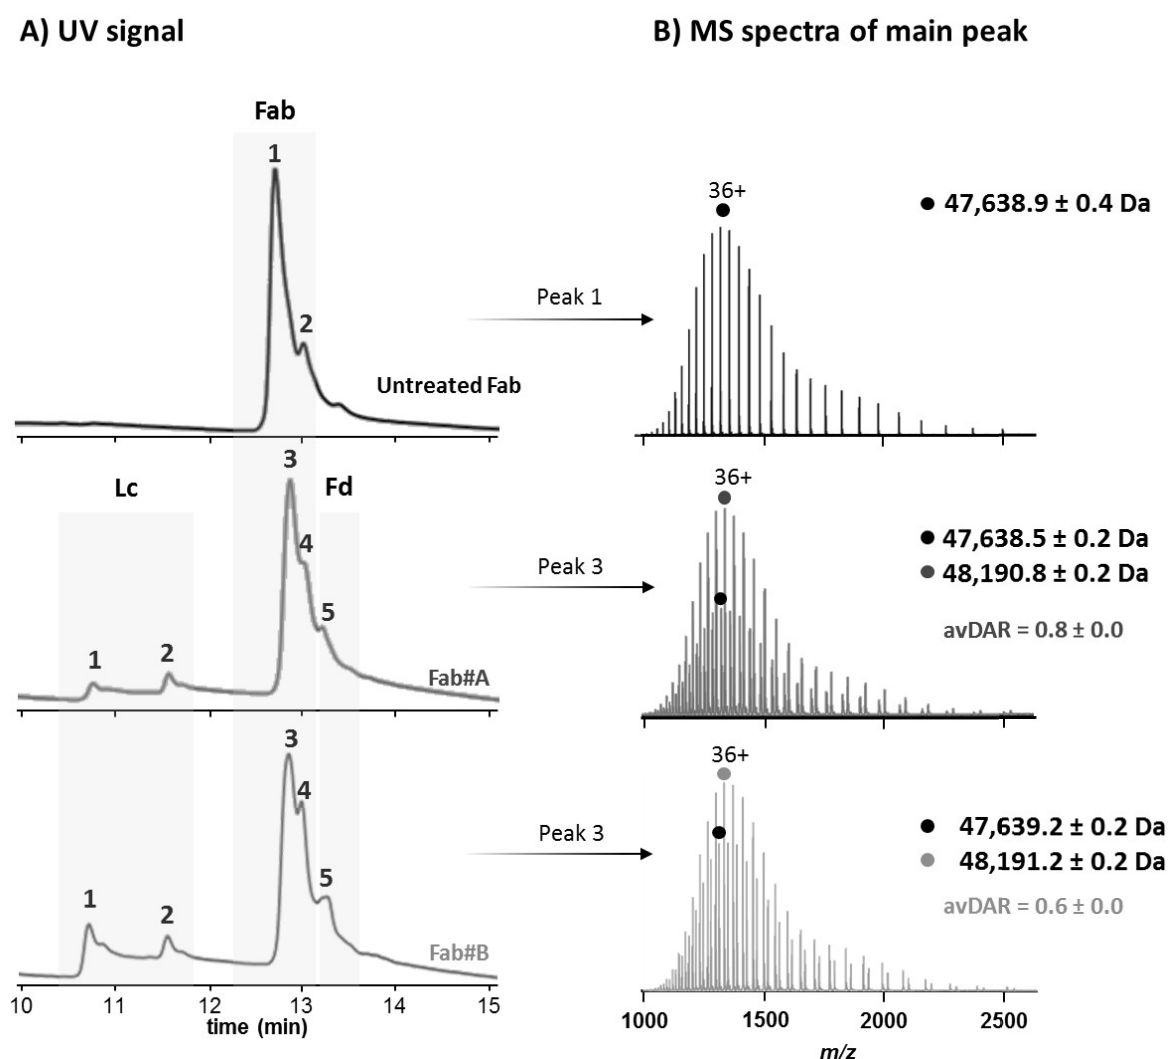 A) UV signal
B) MS spectra of main peak
Fab
1
2
Untreated Fab
Peak 1
36+
47,638.9 ± 0.4 Da
Lc
Fd
1
2
3
4
5
Fab#A
Peak 3
36+
47,638.5 ± 0.2 Da
48,190.8 ± 0.2 Da
avDAR = 0.8 ± 0.0
1
2
3
4
5
Fab#B
Peak 3
36+
47,639.2 ± 0.2 Da
48,191.2 ± 0.2 Da
avDAR = 0.6 ± 0.0
10 11 12 13 14 15
time (min)
1000 1500 2000 2500
m/z